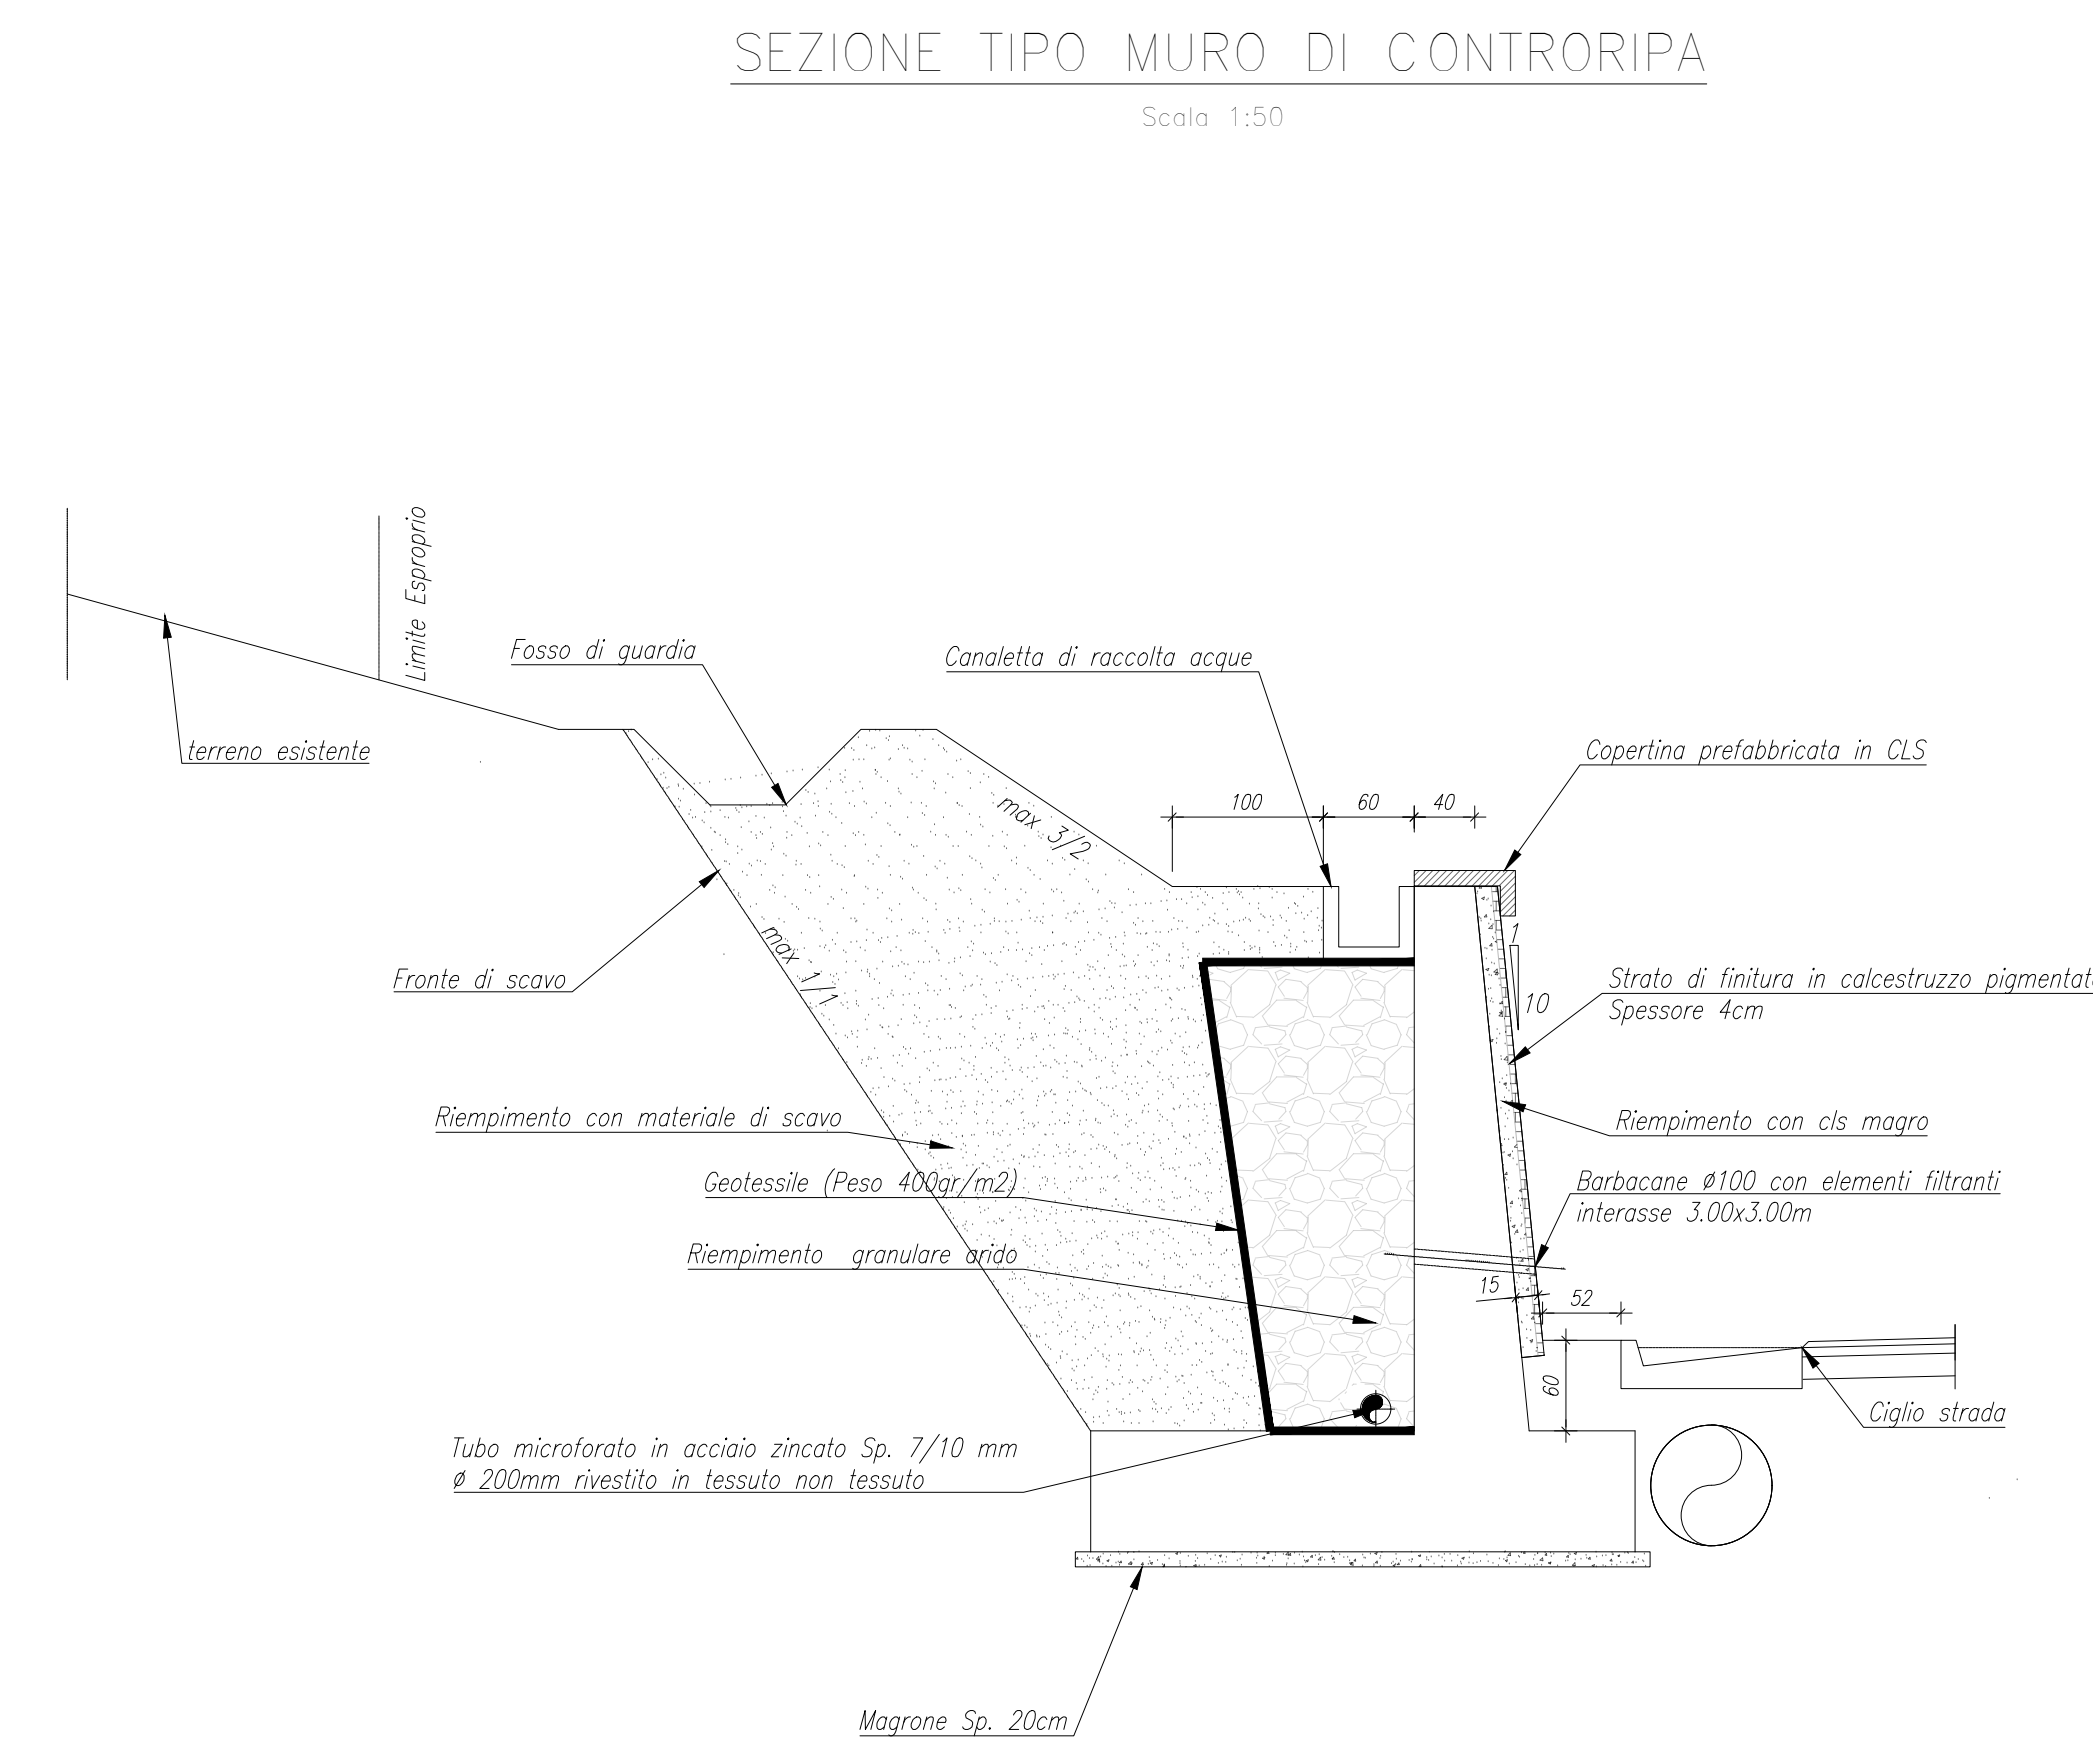 SEZIONE TIPO MURO DI CONTRORIPA
Scala 1:50
Limite Esproprio
Fosso di guardia
Canaletta di raccolta acque
terreno esistente
Copertina prefabbricata in CLS
100
60
40
max 3/2
max 1/1
1
10
Fronte di scavo
Strato di finitura in calcestruzzo pigmentat
Spessore 4cm
Riempimento con materiale di scavo
Riempimento con cls magro
Geotessile (Peso 400gr/m2)
Barbacane ø100 con elementi filtranti
interasse 3.00x3.00m
Riempimento granulare arido
15
52
60
Ciglio strada
Tubo microforato in acciaio zincato Sp. 7/10 mm
ø 200mm rivestito in tessuto non tessuto
Magrone Sp. 20cm